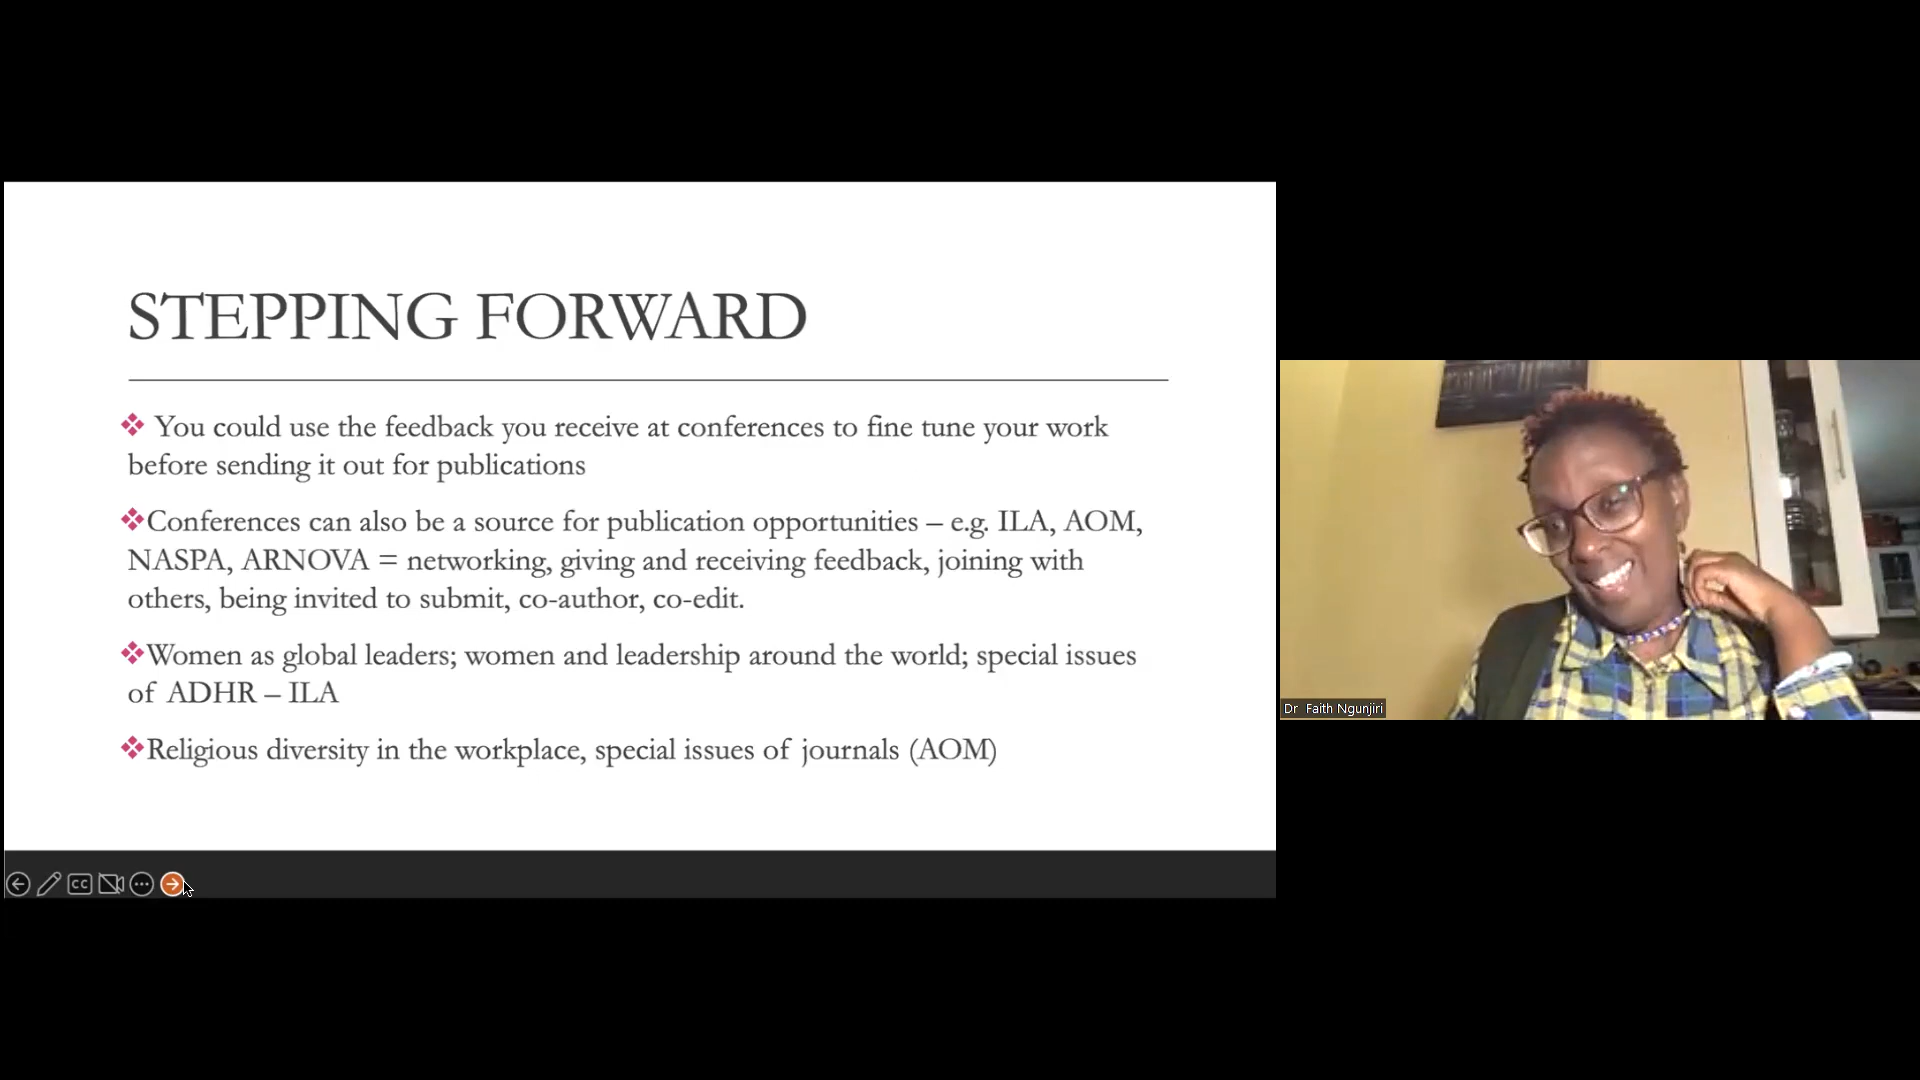 STEPPING FORWARD
❖ You could use the feedback you receive at conferences to fine tune your work
before sending it out for publications
❖Conferences can also be a source for publication opportunities – e.g. ILA, AOM,
NASPA, ARNOVA = networking, giving and receiving feedback, joining with
others, being invited to submit, co-author, co-edit.
❖Women as global leaders; women and leadership around the world; special issues
of ADHR – ILA
❖Religious diversity in the workplace, special issues of journals (AOM)
CC
Dr Faith Ngunjiri